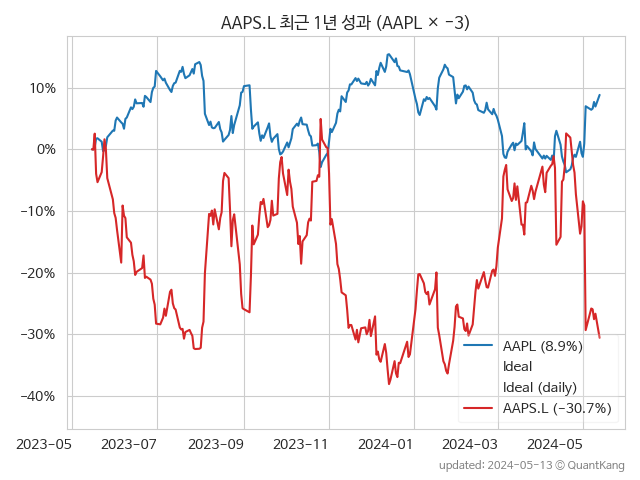 AAPS.L 최근 1년 성과 (AAPL × −3)
10%
0%
−10%
−20%
−30%
−40%
AAPL (8.9%)
Ideal
Ideal (daily)
AAPS.L (−30.7%)
2023-05 2023-07 2023-09 2023-11 2024-01 2024-03 2024-05
updated: 2024-05-13 © QuantKang